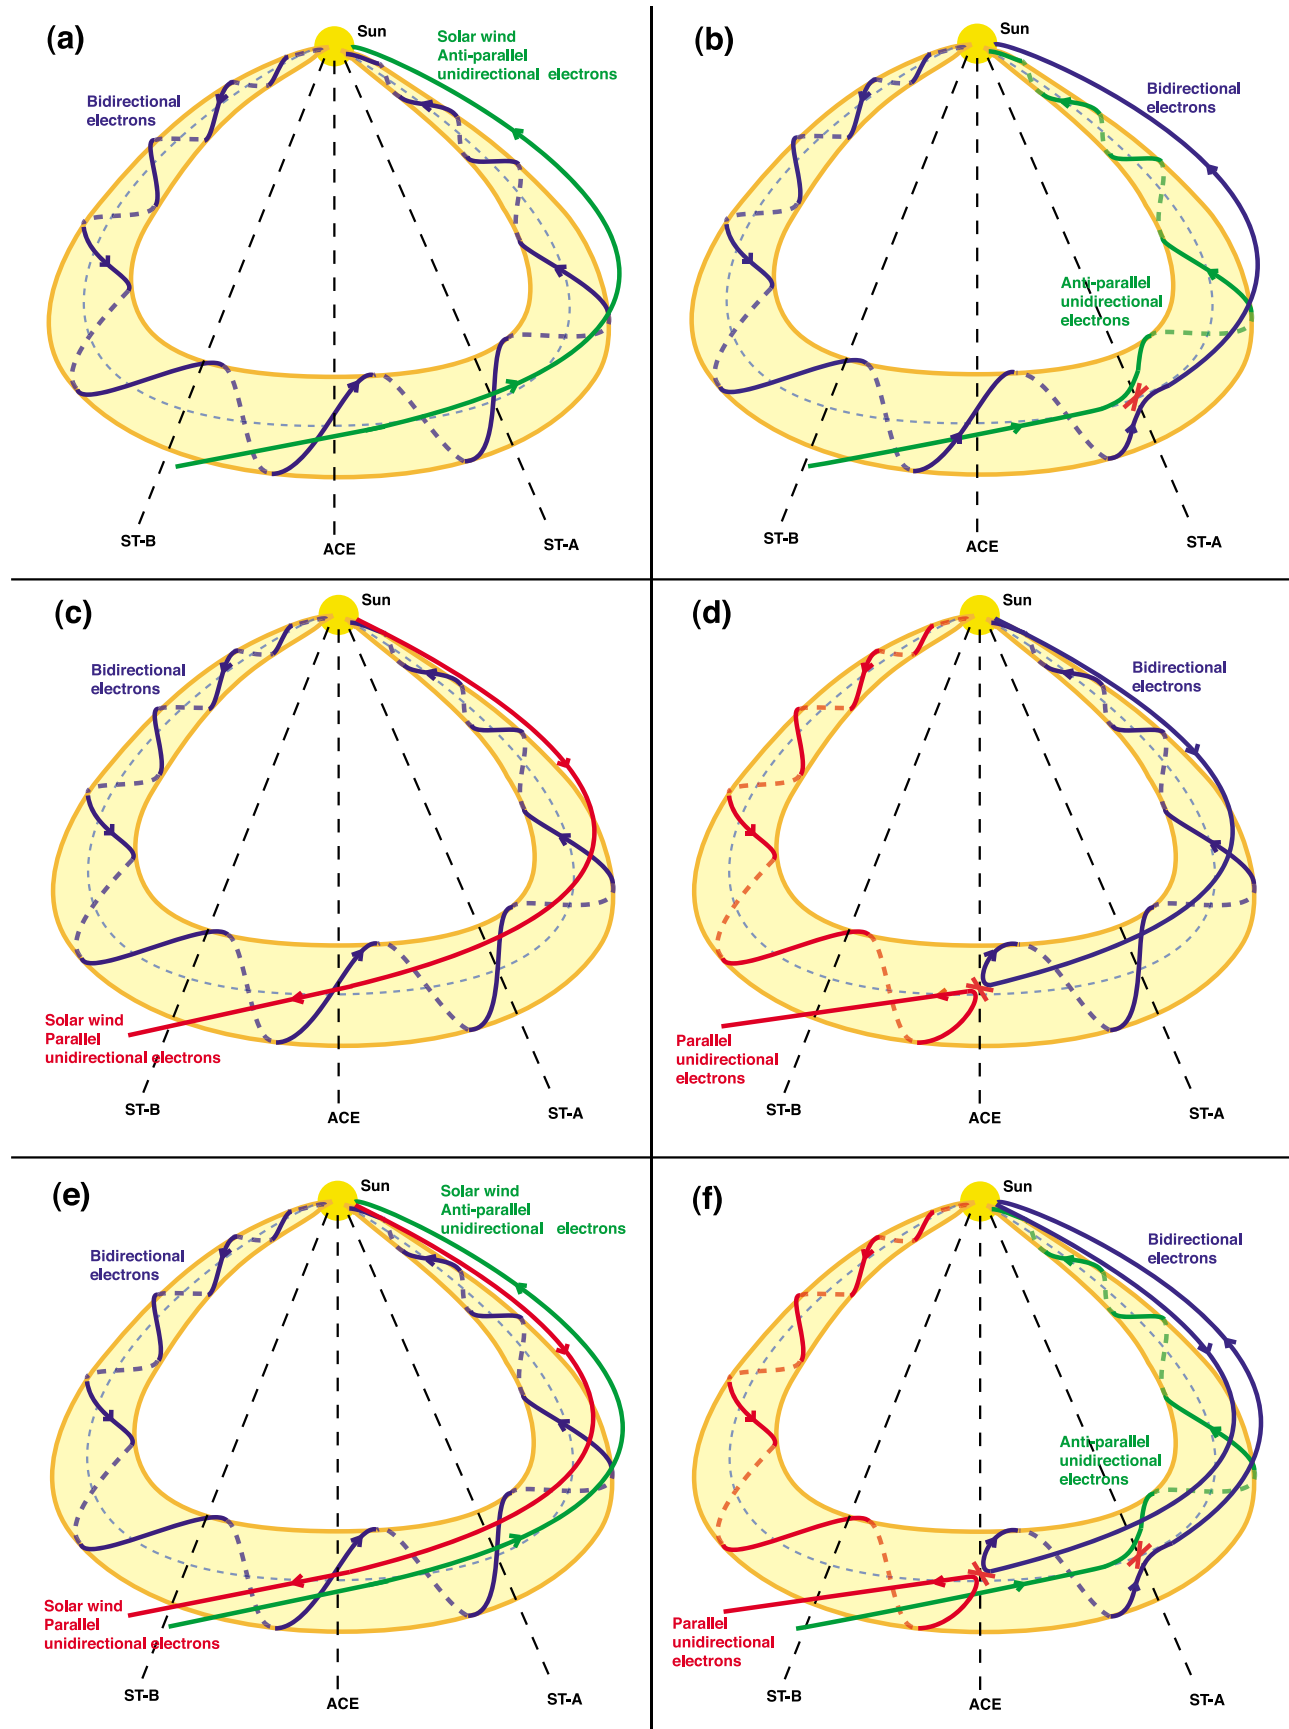 (a)
Sun
Solar wind
Anti-parallel
unidirectional electrons
Bidirectional
electrons
ST-B
ACE
ST-A
(b)
Sun
Bidirectional
electrons
Anti-parallel
unidirectional
electrons
ST-B
ACE
ST-A
(c)
Sun
Bidirectional
electrons
Solar wind
Parallel
unidirectional electrons
ST-B
ACE
ST-A
(d)
Sun
Bidirectional
electrons
Parallel
unidirectional
electrons
ST-B
ACE
ST-A
(e)
Sun
Solar wind
Anti-parallel
unidirectional electrons
Bidirectional
electrons
Solar wind
Parallel
unidirectional electrons
ST-B
ACE
ST-A
(f)
Sun
Bidirectional
electrons
Anti-parallel
unidirectional
electrons
Parallel
unidirectional
electrons
ST-B
ACE
ST-A